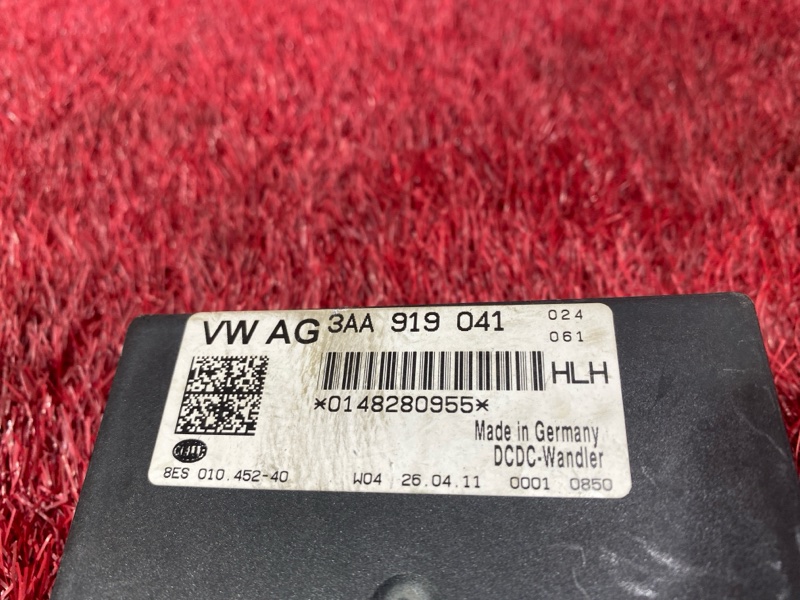 VW AG 3AA 919 041 024
061
HLH
*0148280955*
Made in Germany
DCDC-Wandler
HELLA
8ES 010.452-40 W04 26.04.11 0001 0850